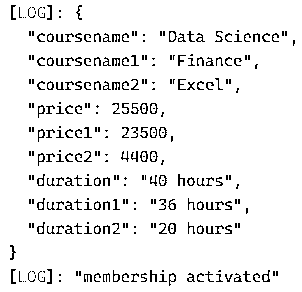 [LOG]: {
  "coursename": "Data Science",
  "coursename1": "Finance",
  "coursename2": "Excel",
  "price": 25500,
  "price1": 23500,
  "price2": 4400,
  "duration": "40 hours",
  "duration1": "36 hours",
  "duration2": "20 hours"
}
[LOG]: "membership activated"